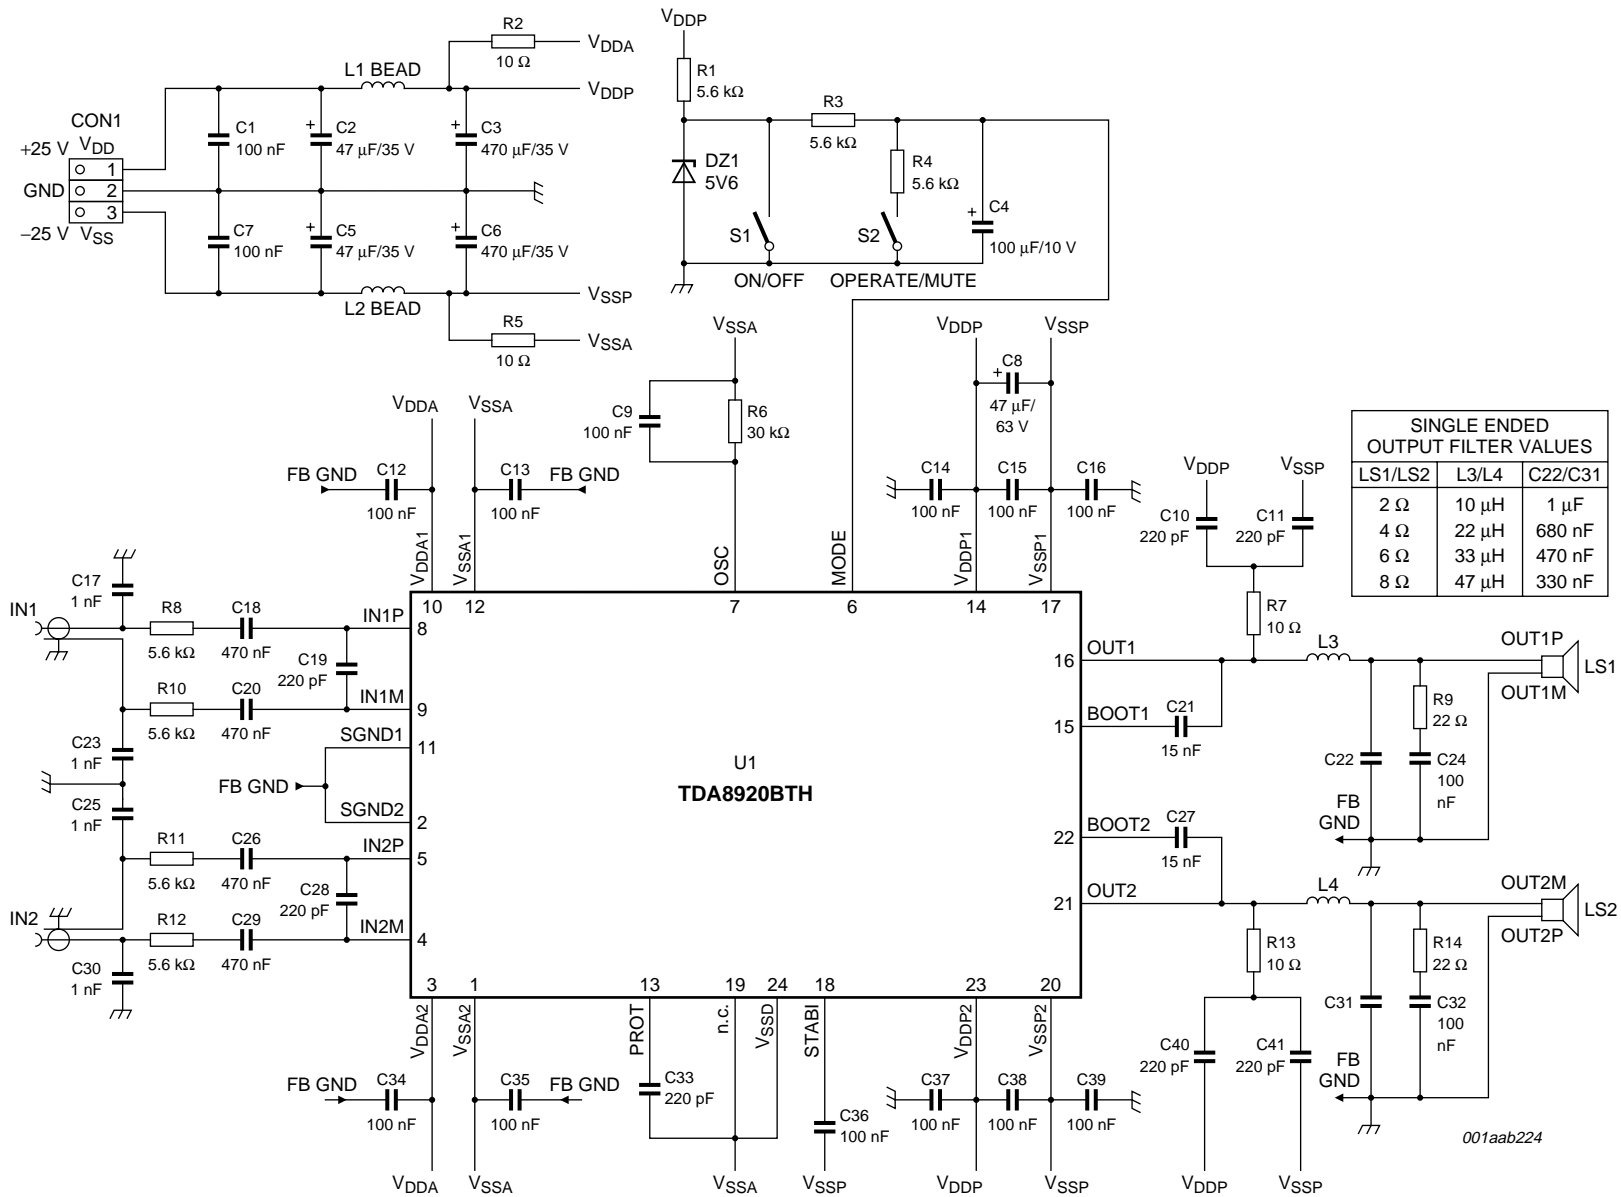 R2
10 Ω
VDDA
L1 BEAD
VDDP
CON1
+25 V VDD
1
GND 2
3
−25 V VSS
C1
100 nF
+ C2
47 μF/35 V
+ C3
470 μF/35 V
C7
100 nF
+ C5
47 μF/35 V
+ C6
470 μF/35 V
L2 BEAD
VSSP
R5
10 Ω
VSSA
VDDP
R1
5.6 kΩ
R3
5.6 kΩ
DZ1
5V6
R4
5.6 kΩ
S1
S2
+ C4
100 μF/10 V
ON/OFF
OPERATE/MUTE
VSSA
C9
100 nF
R6
30 kΩ
VDDP
VSSP
+ C8
47 μF/
63 V
VDDA
VSSA
FB GND
C12
100 nF
C13
100 nF
FB GND
C14
100 nF
C15
100 nF
C16
100 nF
VDDP
VSSP
C10
220 pF
C11
220 pF
R7
10 Ω
SINGLE ENDED
OUTPUT FILTER VALUES
LS1/LS2 L3/L4 C22/C31
2 Ω 10 μH 1 μF
4 Ω 22 μH 680 nF
6 Ω 33 μH 470 nF
8 Ω 47 μH 330 nF
VDDA1
VSSA1
OSC
MODE
VDDP1
VSSP1
10
12
7
6
14
17
C17
1 nF
IN1
R8
5.6 kΩ
C18
470 nF
IN1P
8
C19
220 pF
R10
5.6 kΩ
C20
470 nF
IN1M
9
C23
1 nF
SGND1
11
FB GND
SGND2
2
C25
1 nF
R11
5.6 kΩ
C26
470 nF
IN2P
5
C28
220 pF
IN2
R12
5.6 kΩ
C29
470 nF
IN2M
4
C30
1 nF
U1
TDA8920BTH
16
OUT1
L3
OUT1P
LS1
OUT1M
15
BOOT1
C21
15 nF
R9
22 Ω
C22
C24
100
nF
FB
GND
22
BOOT2
C27
15 nF
21
OUT2
L4
OUT2M
LS2
OUT2P
R13
10 Ω
R14
22 Ω
C31
C32
100
nF
FB
GND
C40
220 pF
C41
220 pF
VDDP
VSSP
3
1
13
19
24
18
23
20
VDDA2
VSSA2
PROT
n.c.
VSSD
STABI
VDDP2
VSSP2
FB GND
C34
100 nF
C35
100 nF
FB GND
C33
220 pF
C36
100 nF
C37
100 nF
C38
100 nF
C39
100 nF
VDDA
VSSA
VSSA
VSSP
VDDP
VSSP
001aab224